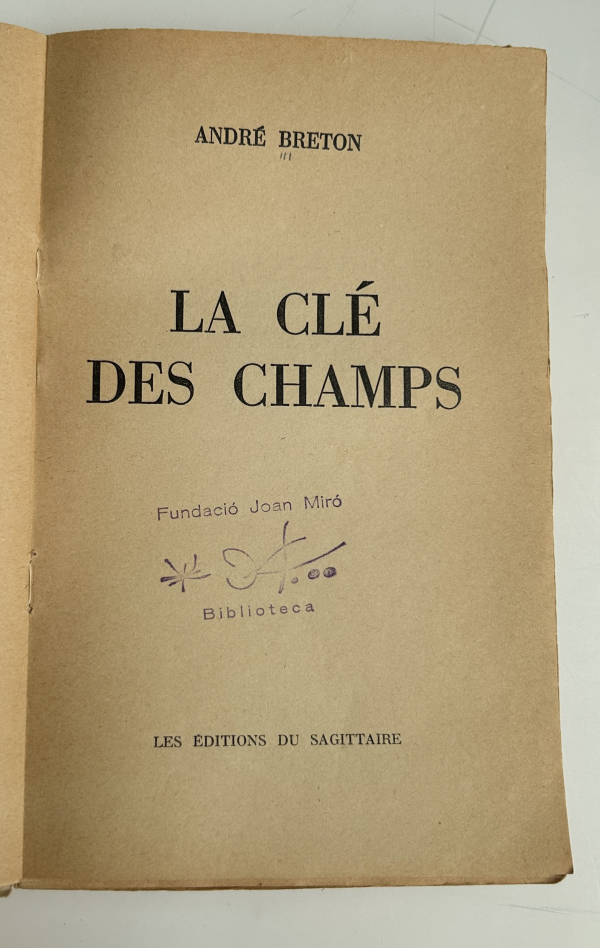 ANDRÉ BRETON
LA CLÉ
DES CHAMPS
Fundació Joan Miró
Biblioteca
LES ÉDITIONS DU SAGITTAIRE